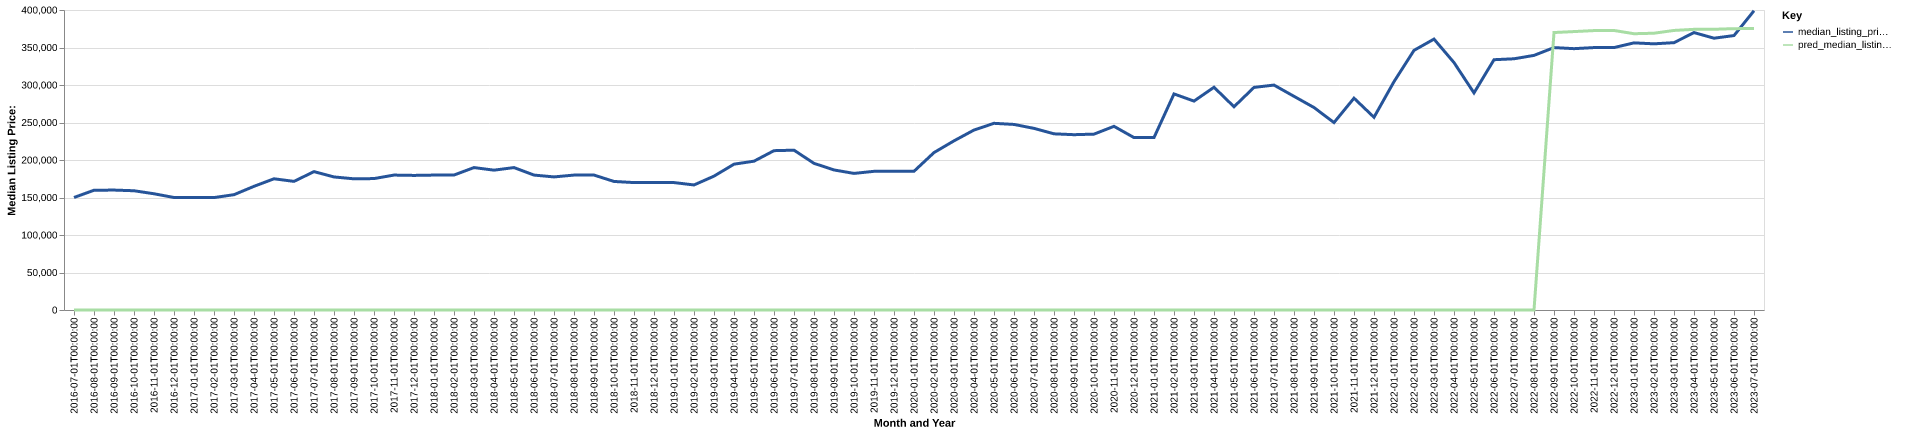 400,000
350,000
300,000
250,000
200,000
150,000
100,000
50,000
0
Median Listing Price:
2016-07-01T00:00:00
2016-08-01T00:00:00
2016-09-01T00:00:00
2016-10-01T00:00:00
2016-11-01T00:00:00
2016-12-01T00:00:00
2017-01-01T00:00:00
2017-02-01T00:00:00
2017-03-01T00:00:00
2017-04-01T00:00:00
2017-05-01T00:00:00
2017-06-01T00:00:00
2017-07-01T00:00:00
2017-08-01T00:00:00
2017-09-01T00:00:00
2017-10-01T00:00:00
2017-11-01T00:00:00
2017-12-01T00:00:00
2018-01-01T00:00:00
2018-02-01T00:00:00
2018-03-01T00:00:00
2018-04-01T00:00:00
2018-05-01T00:00:00
2018-06-01T00:00:00
2018-07-01T00:00:00
2018-08-01T00:00:00
2018-09-01T00:00:00
2018-10-01T00:00:00
2018-11-01T00:00:00
2018-12-01T00:00:00
2019-01-01T00:00:00
2019-02-01T00:00:00
2019-03-01T00:00:00
2019-04-01T00:00:00
2019-05-01T00:00:00
2019-06-01T00:00:00
2019-07-01T00:00:00
2019-08-01T00:00:00
2019-09-01T00:00:00
2019-10-01T00:00:00
2019-11-01T00:00:00
2019-12-01T00:00:00
2020-01-01T00:00:00
2020-02-01T00:00:00
2020-03-01T00:00:00
2020-04-01T00:00:00
2020-05-01T00:00:00
2020-06-01T00:00:00
2020-07-01T00:00:00
2020-08-01T00:00:00
2020-09-01T00:00:00
2020-10-01T00:00:00
2020-11-01T00:00:00
2020-12-01T00:00:00
2021-01-01T00:00:00
2021-02-01T00:00:00
2021-03-01T00:00:00
2021-04-01T00:00:00
2021-05-01T00:00:00
2021-06-01T00:00:00
2021-07-01T00:00:00
2021-08-01T00:00:00
2021-09-01T00:00:00
2021-10-01T00:00:00
2021-11-01T00:00:00
2021-12-01T00:00:00
2022-01-01T00:00:00
2022-02-01T00:00:00
2022-03-01T00:00:00
2022-04-01T00:00:00
2022-05-01T00:00:00
2022-06-01T00:00:00
2022-07-01T00:00:00
2022-08-01T00:00:00
2022-09-01T00:00:00
2022-10-01T00:00:00
2022-11-01T00:00:00
2022-12-01T00:00:00
2023-01-01T00:00:00
2023-02-01T00:00:00
2023-03-01T00:00:00
2023-04-01T00:00:00
2023-05-01T00:00:00
2023-06-01T00:00:00
2023-07-01T00:00:00
Month and Year
Key
median_listing_pri…
pred_median_listin…